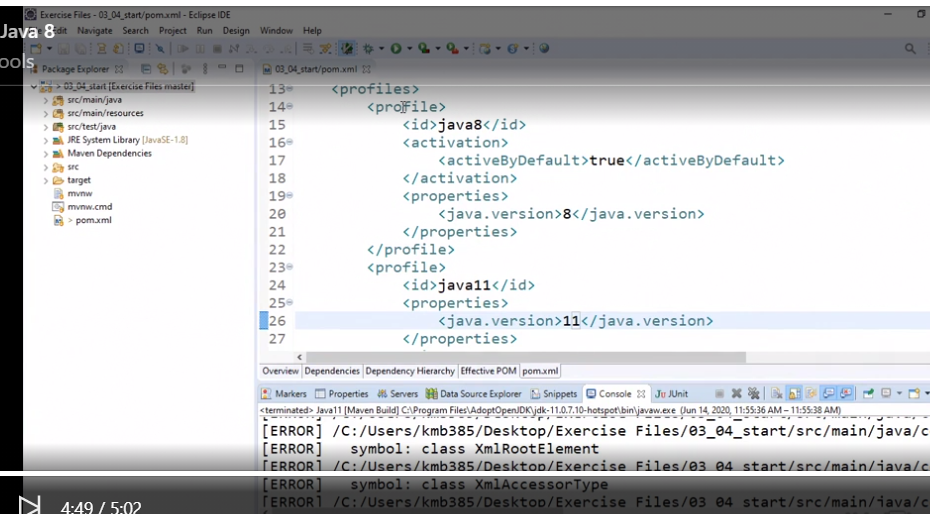 Exercise Files - 03_04_start/pom.xml - Eclipse IDE
Java 8
Edit Navigate Search Project Run Design Window Help
ools
Package Explorer
03_04_start/pom.xml
> 03_04_start [Exercise Files master]
src/main/java
src/main/resources
src/test/java
JRE System Library [JavaSE-1.8]
Maven Dependencies
src
target
mvnw
mvnw.cmd
> pom.xml
13 <profiles>
14 <profile>
15 <id>java8</id>
16 <activation>
17 <activeByDefault>true</activeByDefault>
18 </activation>
19 <properties>
20 <java.version>8</java.version>
21 </properties>
22 </profile>
23 <profile>
24 <id>java11</id>
25 <properties>
26 <java.version>11</java.version>
27 </properties>
Overview Dependencies Dependency Hierarchy Effective POM pom.xml
Markers Properties Servers Data Source Explorer Snippets Console JUnit
<terminated> Java11 [Maven Build] C:\Program Files\AdoptOpenJDK\jdk-11.0.7.10-hotspot\bin\javaw.exe (Jun 14, 2020, 11:55:36 AM – 11:55:38 AM)
[ERROR] /C:/Users/kmb385/Desktop/Exercise Files/03_04_start/src/main/java/c
[ERROR] symbol: class XmlRootElement
[ERROR] /C:/Users/kmb385/Desktop/Exercise Files/03_04_start/src/main/java/c
[ERROR] symbol: class XmlAccessorType
[ERROR] /C:/Users/kmb385/Desktop/Exercise Files/03_04_start/src/main/java/c
4:49 / 5:02